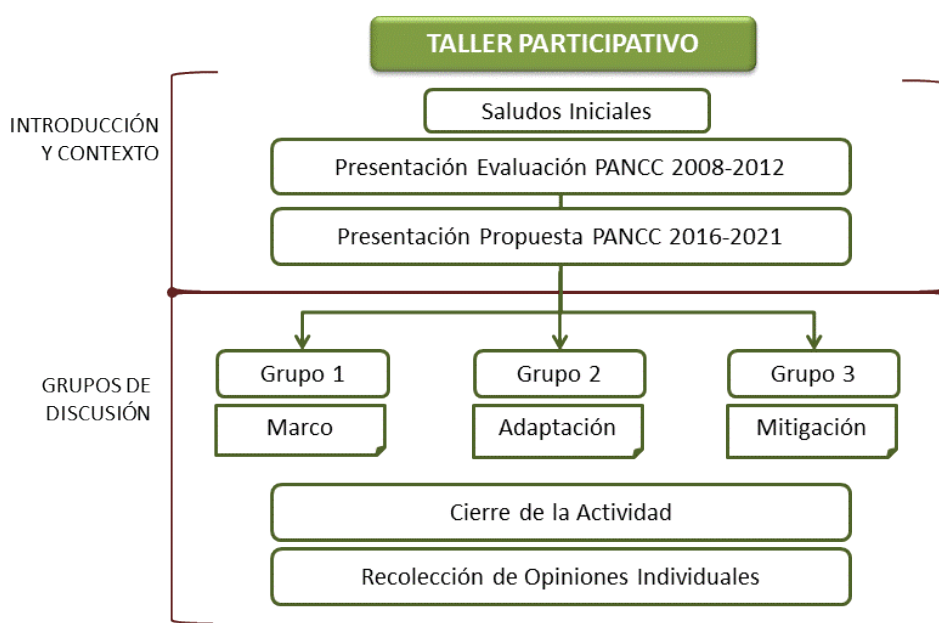 TALLER PARTICIPATIVO
INTRODUCCIÓN
Y CONTEXTO
Saludos Iniciales
Presentación Evaluación PANCC 2008-2012
Presentación Propuesta PANCC 2016-2021
GRUPOS DE
DISCUSIÓN
Grupo 1
Grupo 2
Grupo 3
Marco
Adaptación
Mitigación
Cierre de la Actividad
Recolección de Opiniones Individuales